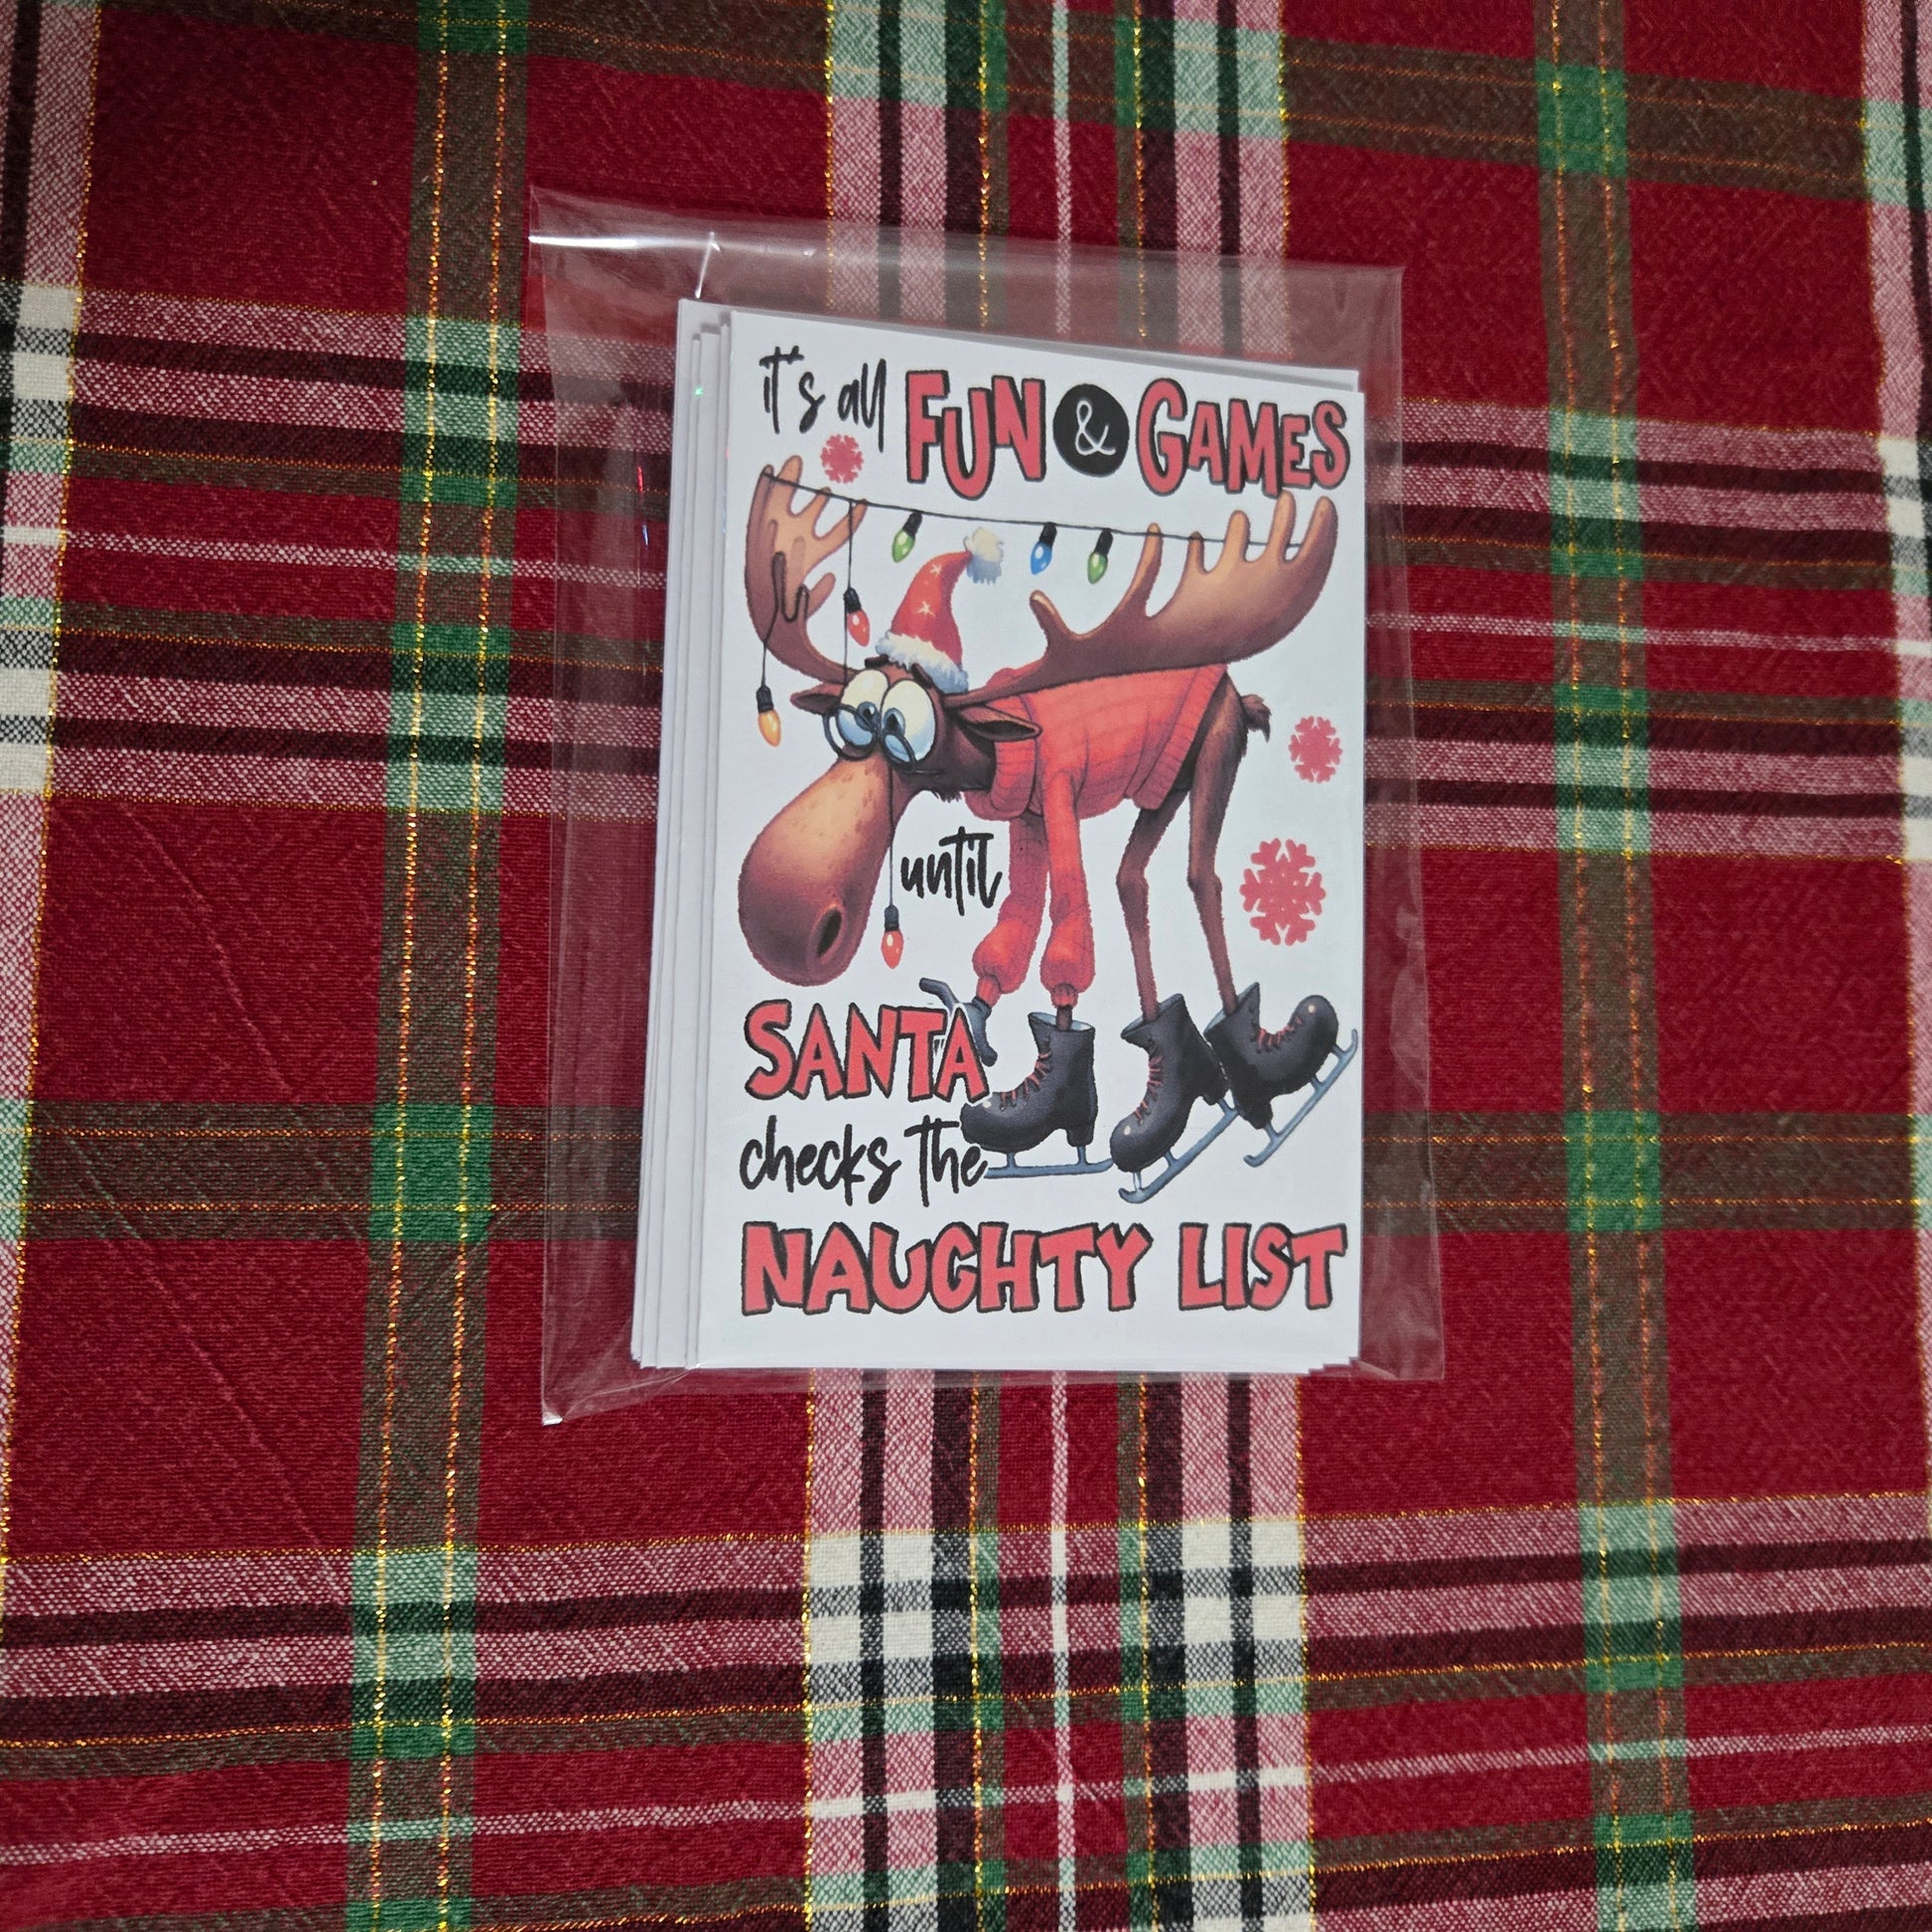 it's all FUN & GAMES
until
SANTA
checks the
NAUGHTY LIST